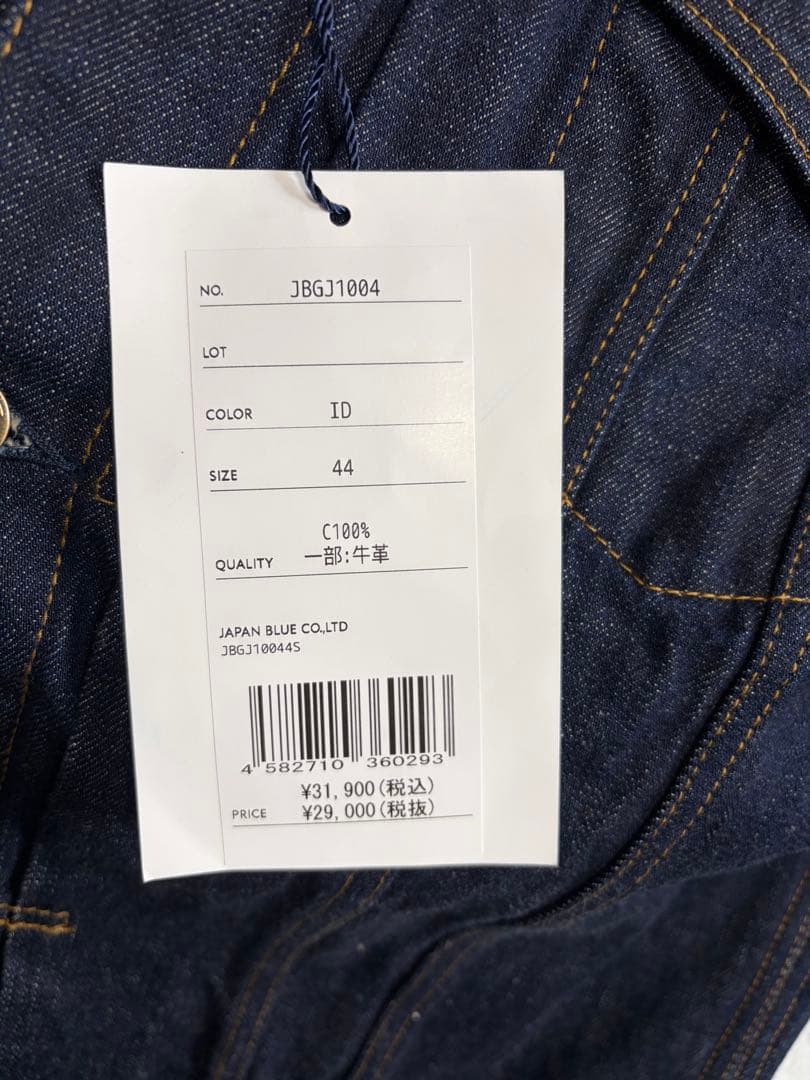 NO. JBGJ1004
LOT
COLOR ID
SIZE 44
C100%
QUALITY 一部:牛革
JAPAN BLUE CO.,LTD
JBGJ10044S
4 582710 360293
¥31,900(税込)
PRICE ¥29,000(税抜)